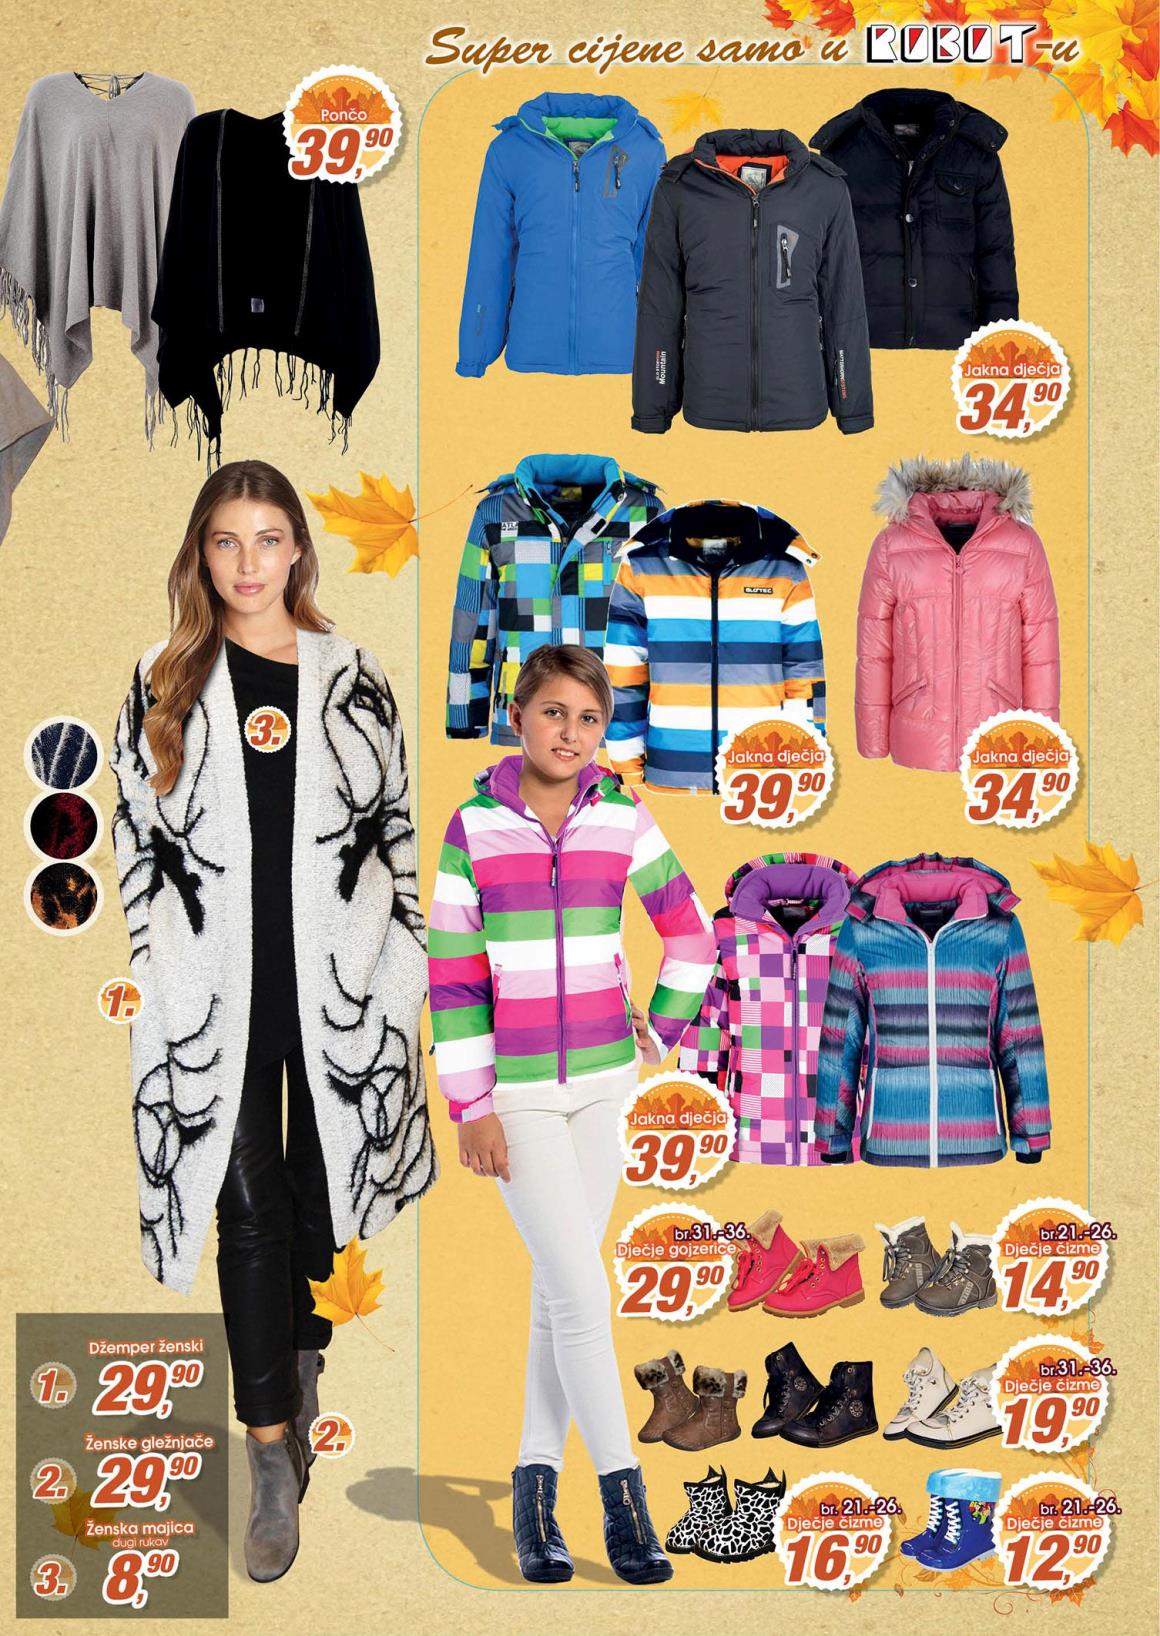 Super cijene samo u ROBOT-u
Pončo
39,90
Mountain
Jakna dječja
34,90
ATLA
GLO'TEC
Jakna dječja
39,90
Jakna dječja
34,90
3.
1.
Jakna dječja
39,90
br.31.-36.
Dječje gojzerice
29,90
br.21.-26.
Dječje čizme
14,90
br.31.-36.
Dječje čizme
19,90
br. 21.-26.
Dječje čizme
16,90
br. 21.-26.
Dječje čizme
12,90
2.
Džemper ženski
1. 29,90
Ženske gležnjače
2. 29,90
Ženska majica
dugi rukav
3. 8,90